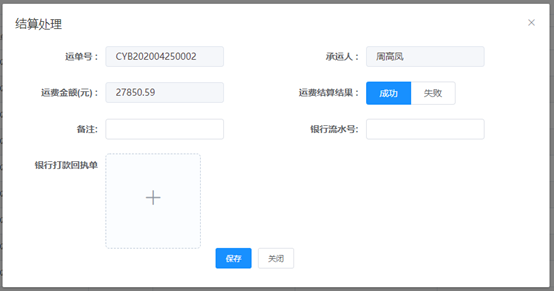 结算处理
运单号： CYB202004250002 承运人： 周高凤
运费金额(元)： 27850.59 运费结算结果： 成功 失败
备注: 银行流水号:
银行打款回执单
保存 关闭